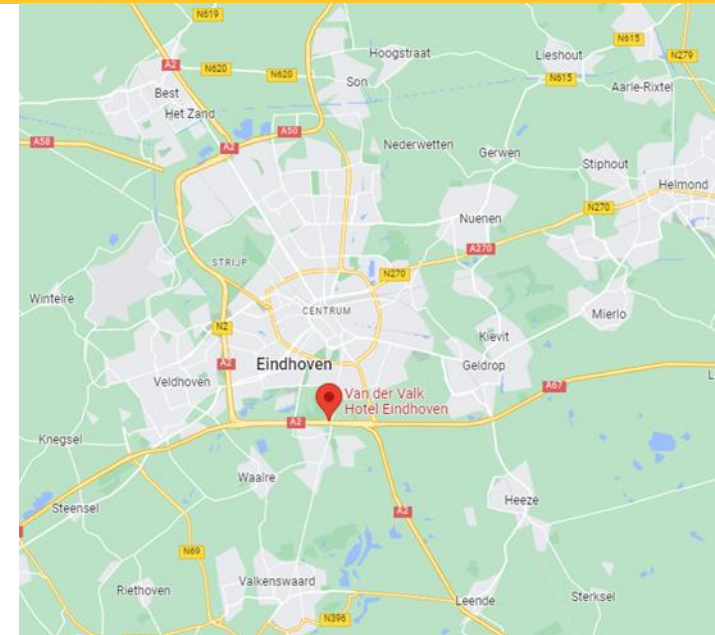 N619
Hoogstraat
Lieshout
N615
A2
N620
N620
N279
Son
N615
Best
Aarle-Rixtel
Het Zand
A50
A58
A2
Nederwetten
Gerwen
Stiphout
Helmond
N270
Nuenen
A270
STRIJP
N270
Wintelre
CENTRUM
Mierlo
N2
Kievit
A2
Eindhoven
Geldrop
Veldhoven
L
A67
Van der Valk
Hotel Eindhoven
A2
Knegsel
Waalre
Heeze
Steensel
A2
N69
Valkenswaard
Riethoven
Sterksel
Leende
N396